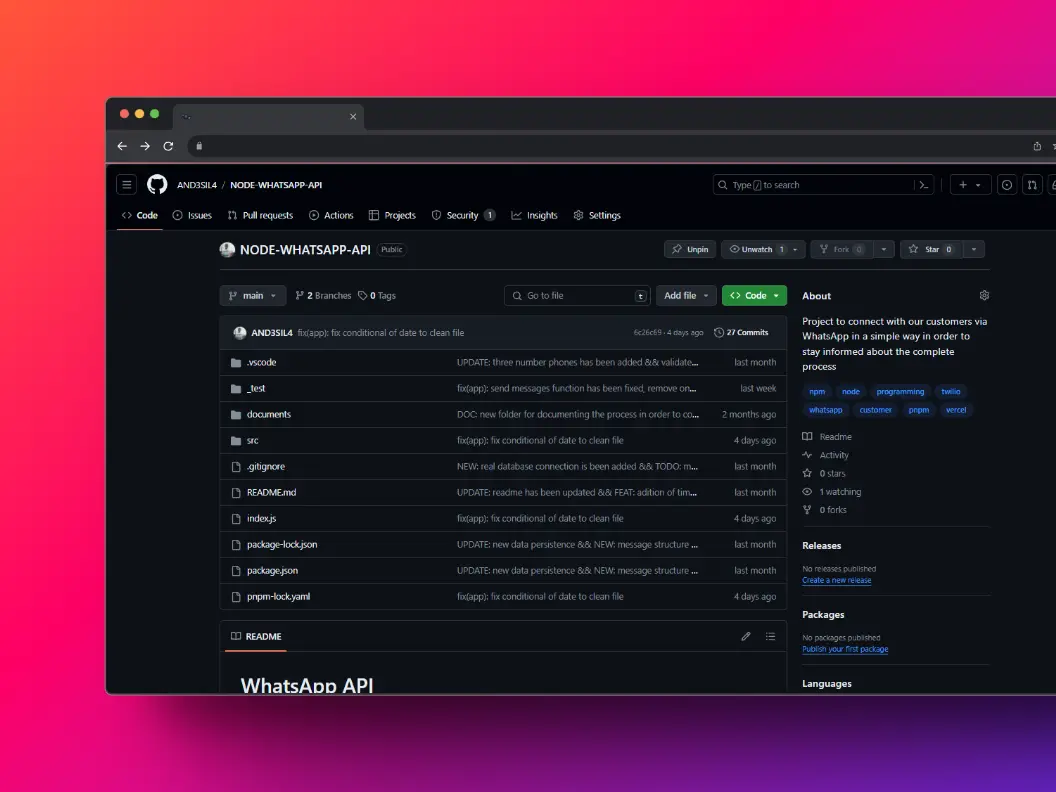 AND3SIL4 / NODE-WHATSAPP-API
Type / to search
Code Issues Pull requests Actions Projects Security 1 Insights Settings
NODE-WHATSAPP-API Public
Unpin Unwatch 1 Fork 0 Star 0
main 2 Branches 0 Tags Go to file t Add file Code
AND3SIL4 fix(app): fix conditional of date to clean file 6c26c69 · 4 days ago 27 Commits
.vscode UPDATE: three number phones has been added && validate... last month
_test fix(app): send messages function has been fixed, remove on... last week
documents DOC: new folder for documenting the process in order to co... 2 months ago
src fix(app): fix conditional of date to clean file 4 days ago
.gitignore NEW: real database connection is been added && TODO: m... last month
README.md UPDATE: readme has been updated && FEAT: adition of tim... last month
index.js fix(app): fix conditional of date to clean file 4 days ago
package-lock.json UPDATE: new data persistence && NEW: message structure ... last month
package.json UPDATE: new data persistence && NEW: message structure ... last month
pnpm-lock.yaml fix(app): fix conditional of date to clean file 4 days ago
README
WhatsApp API
About
Project to connect with our customers via
WhatsApp in a simple way in order to
stay informed about the complete
process
npm node programming twilio
whatsapp customer pnpm vercel
Readme
Activity
0 stars
1 watching
0 forks
Releases
No releases published
Create a new release
Packages
No packages published
Publish your first package
Languages